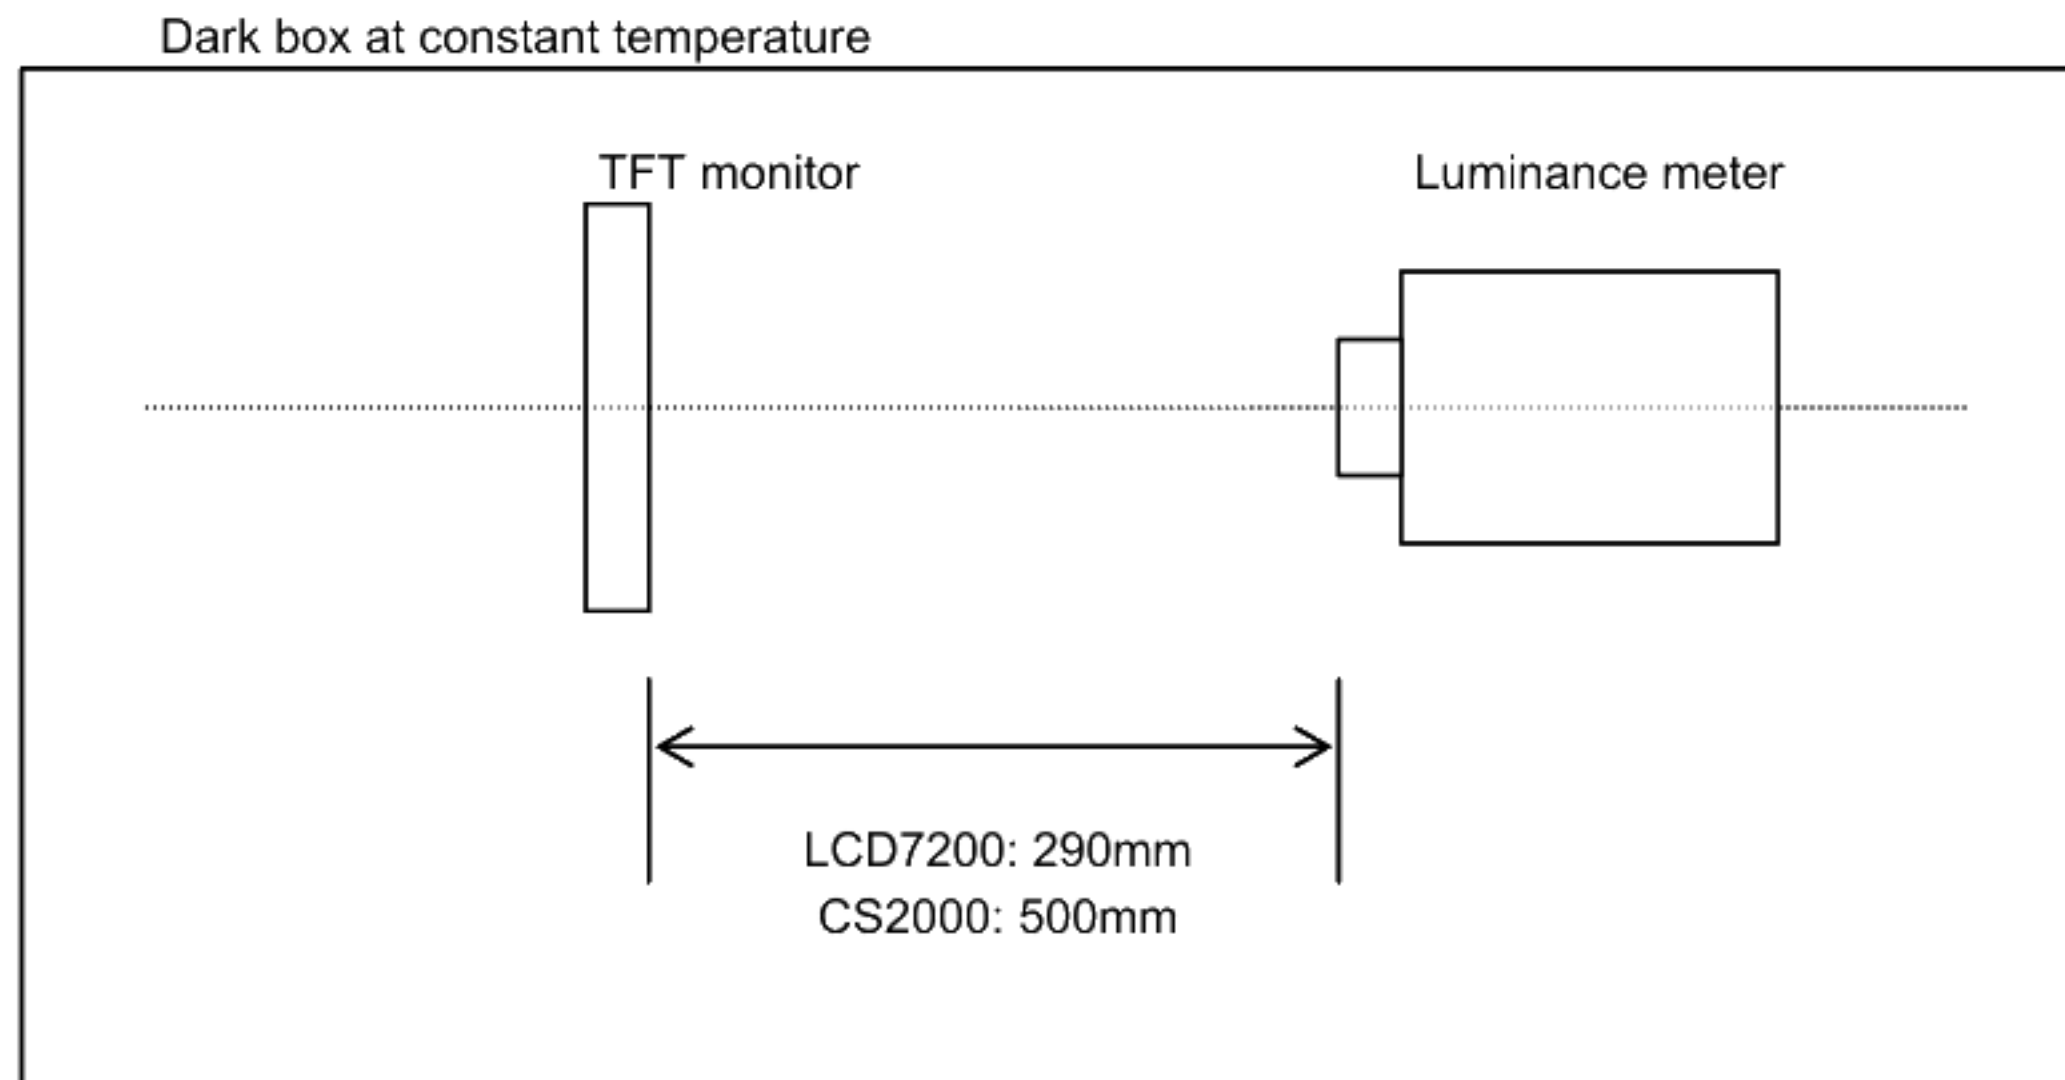 Dark box at constant temperature
TFT monitor
Luminance meter
LCD7200: 290mm
CS2000: 500mm